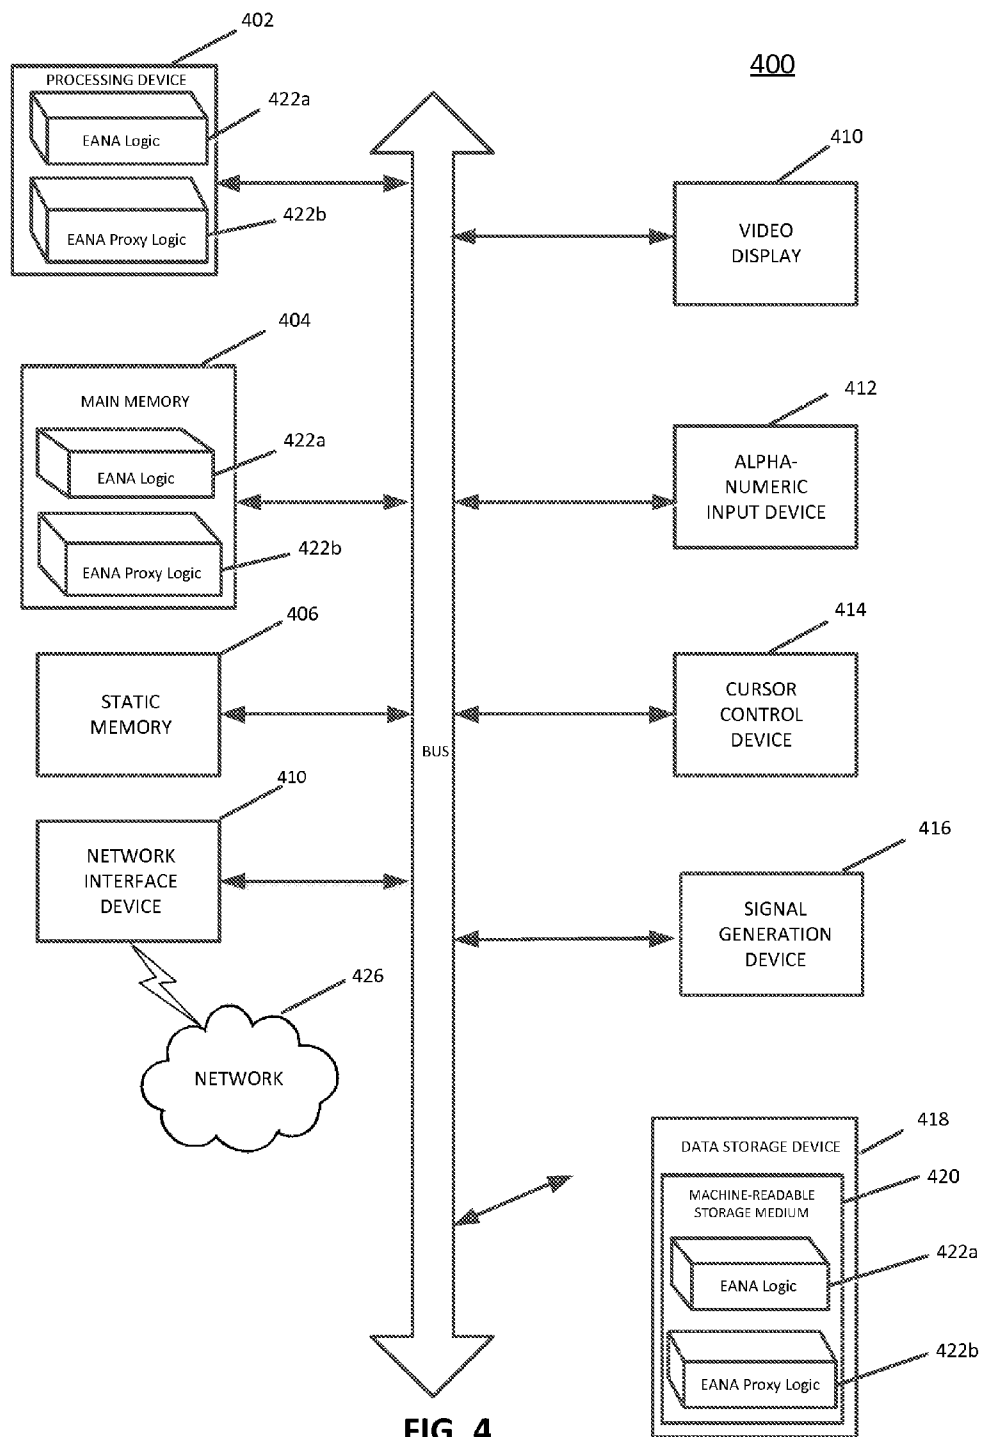 402
400
PROCESSING DEVICE
422a
EANA Logic
422b
EANA Proxy Logic
410
VIDEO
DISPLAY
404
MAIN MEMORY
422a
EANA Logic
422b
EANA Proxy Logic
412
ALPHA-
NUMERIC
INPUT DEVICE
406
STATIC
MEMORY
414
CURSOR
CONTROL
DEVICE
BUS
410
NETWORK
INTERFACE
DEVICE
416
SIGNAL
GENERATION
DEVICE
426
NETWORK
418
DATA STORAGE DEVICE
420
MACHINE-READABLE
STORAGE MEDIUM
422a
EANA Logic
422b
EANA Proxy Logic
FIG. 4